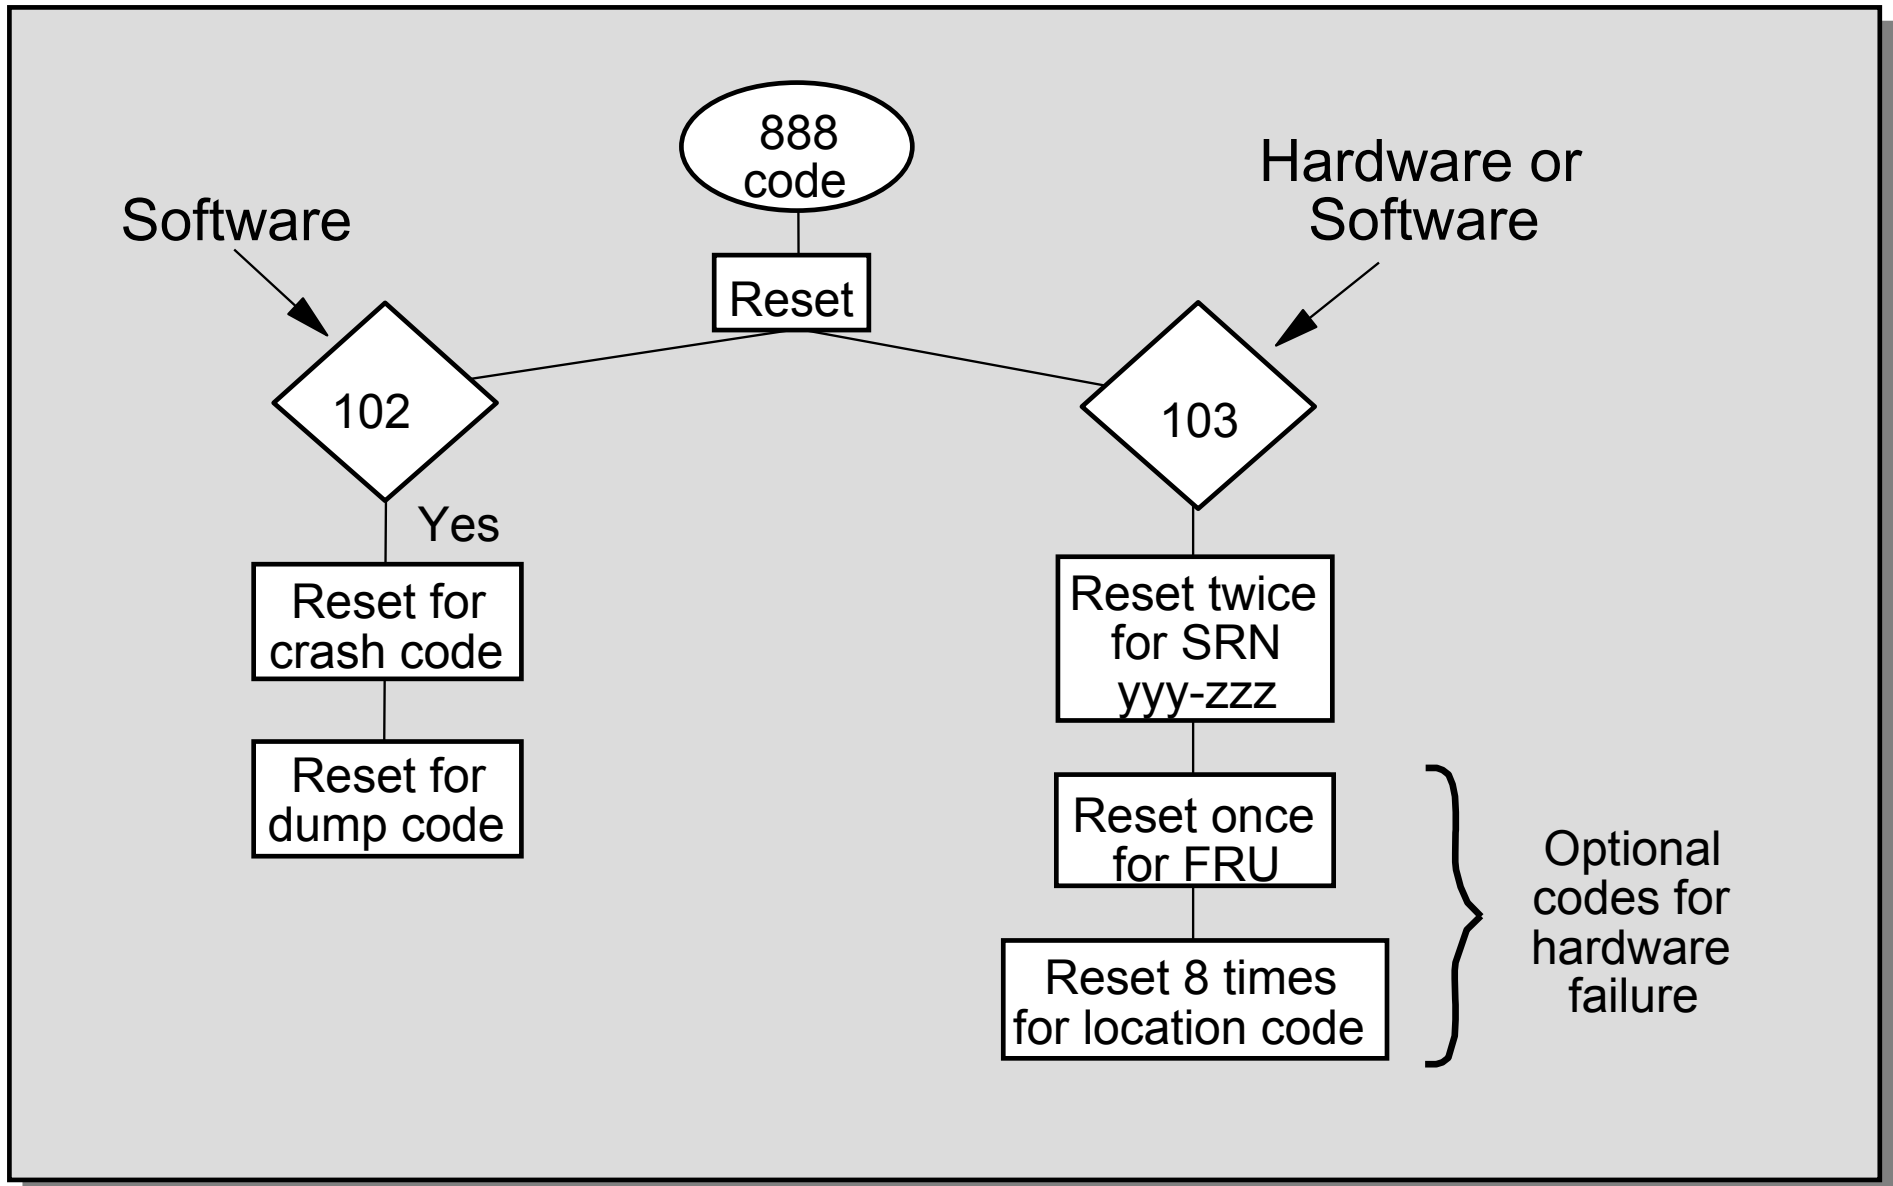 888
code
Hardware or
Software
Software
Reset
102
103
Yes
Reset for
crash code
Reset twice
for SRN
yyy-zzz
Reset for
dump code
Reset once
for FRU
Optional
codes for
hardware
failure
Reset 8 times
for location code